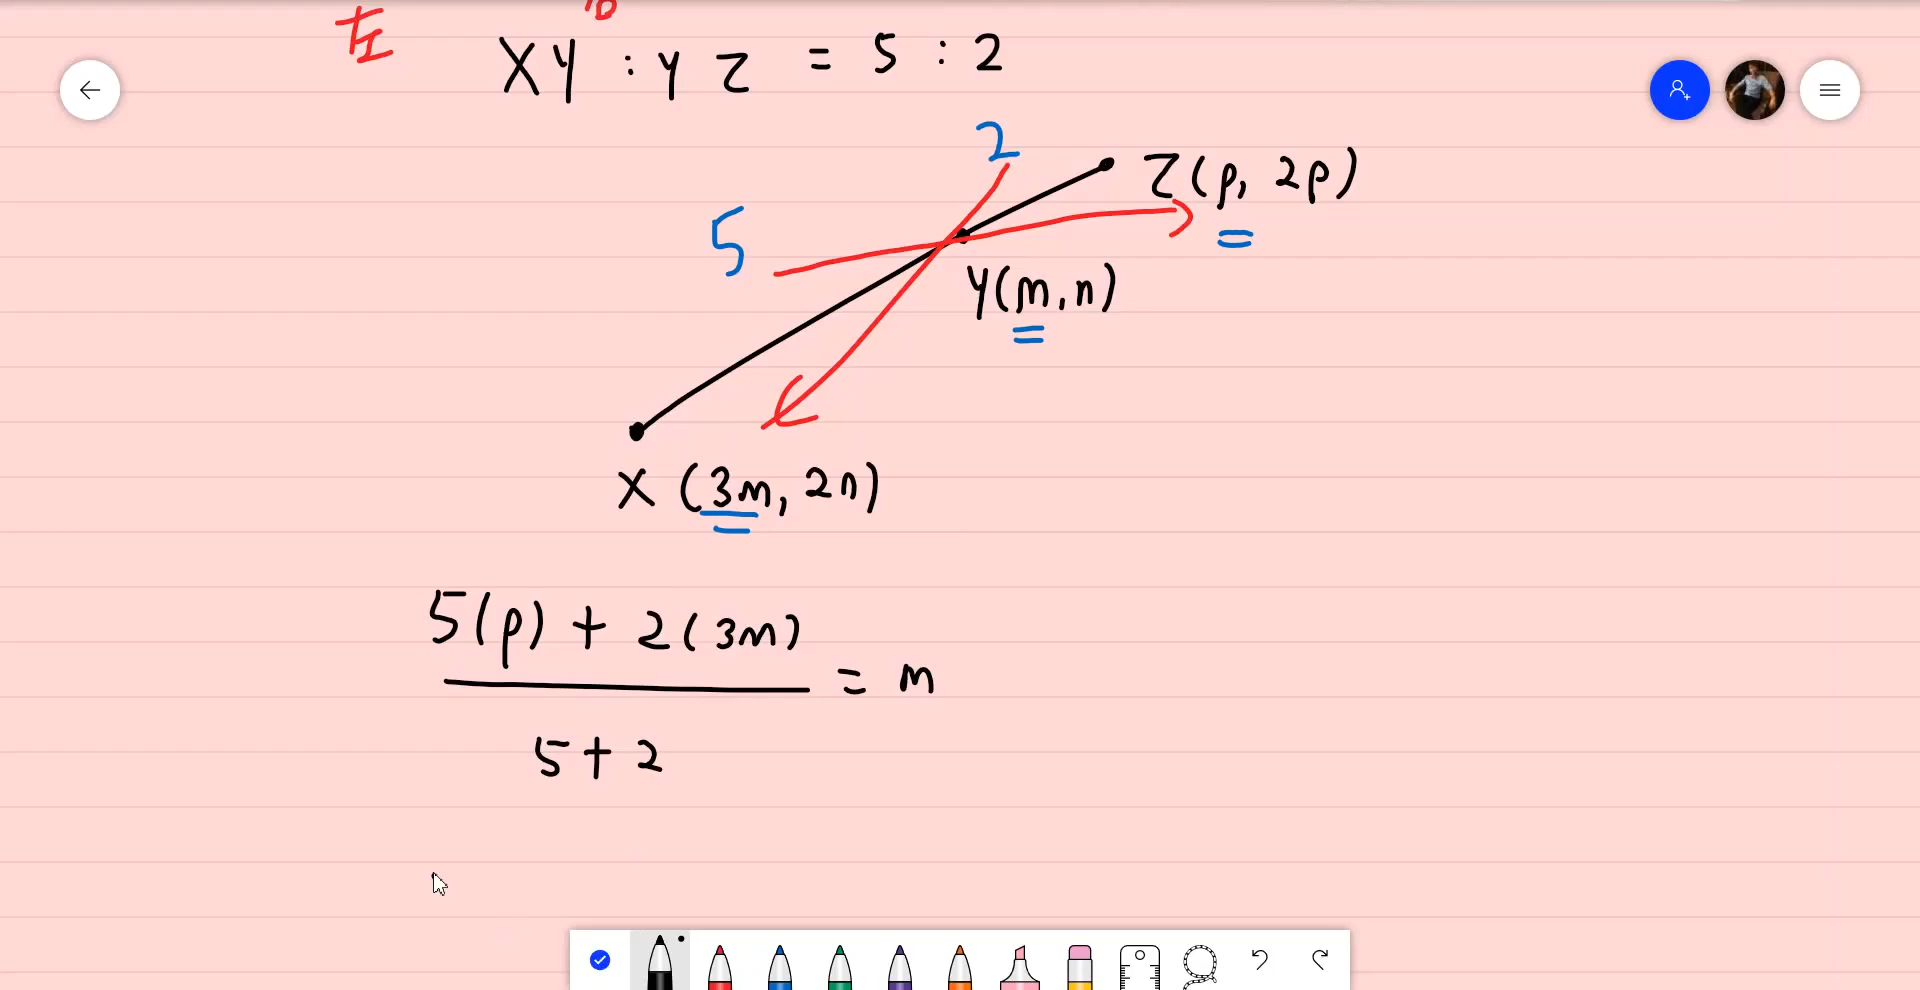 XY : YZ = 5 : 2
2
Z(p, 2p)
5
Y(m, n)
X (3m, 2n)
5(p) + 2(3m)
= m
5 + 2